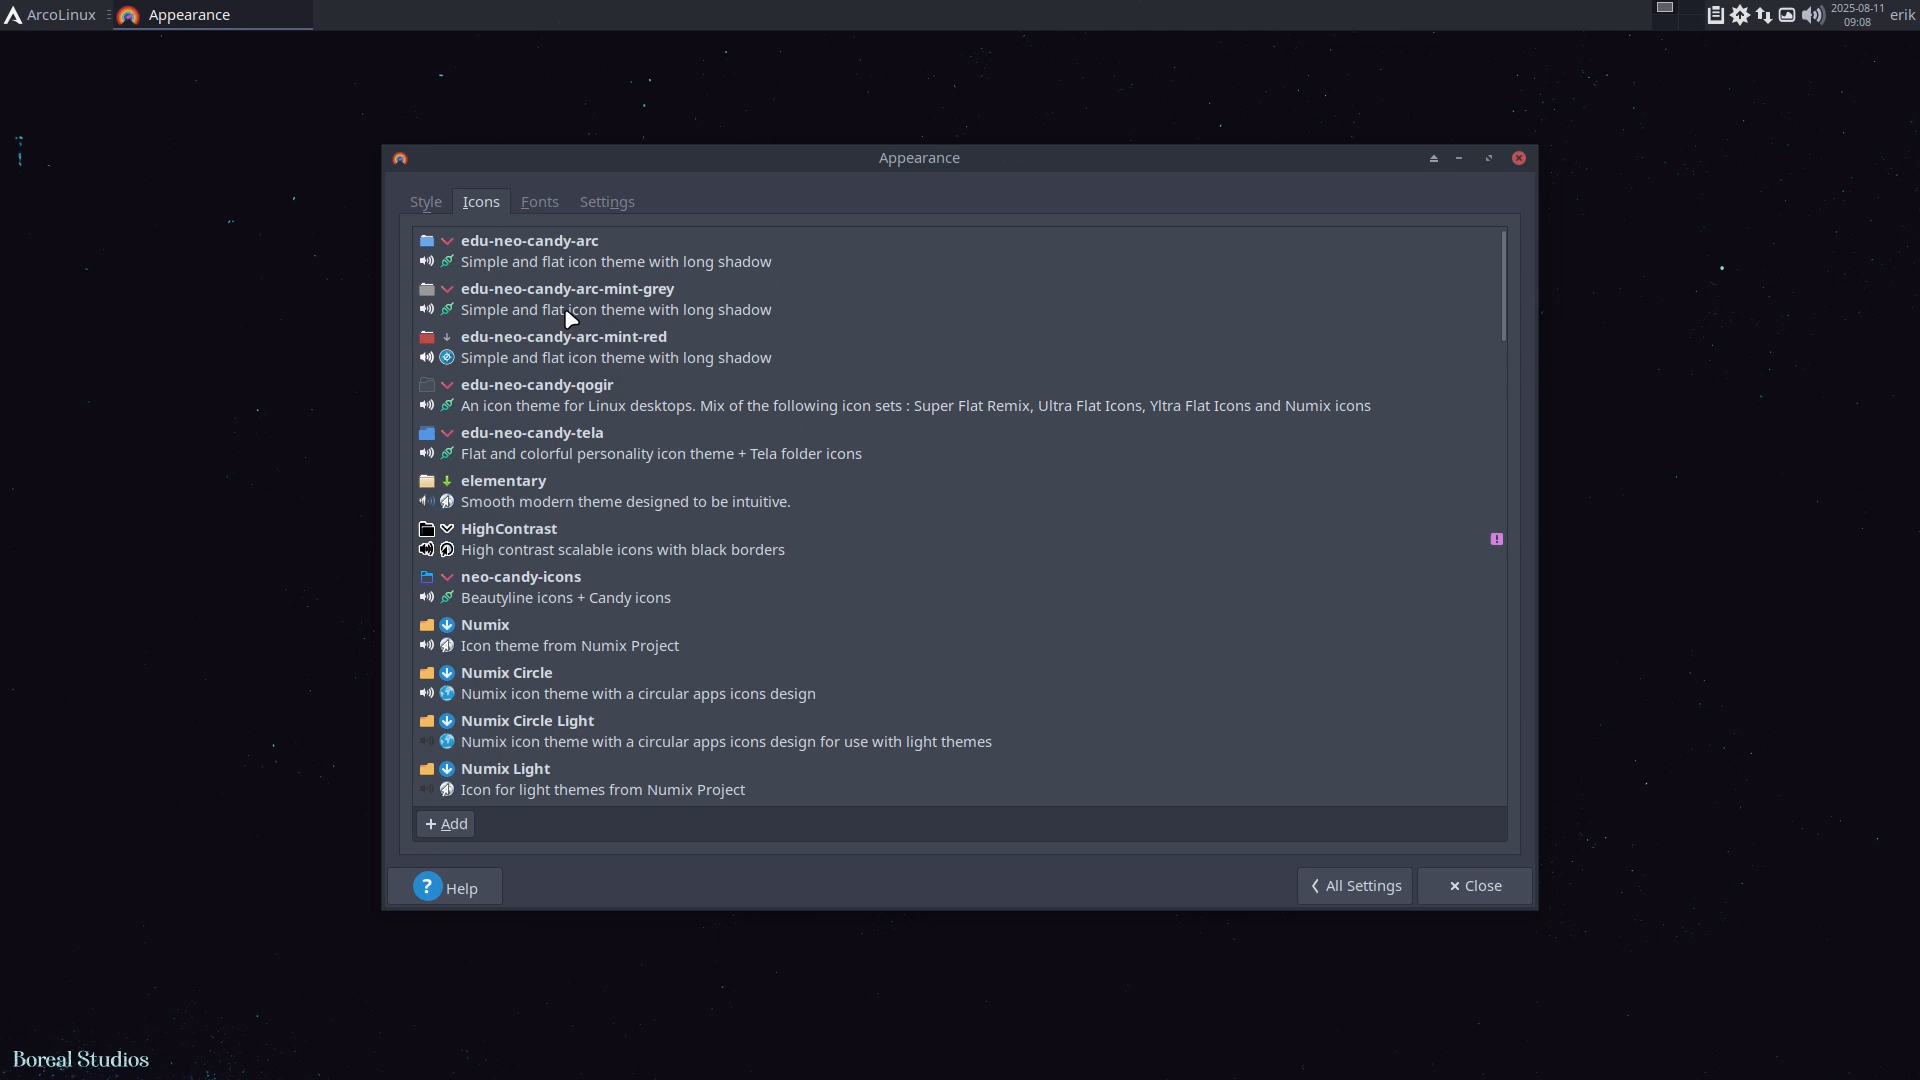 ArcoLinux
Appearance
2025-08-11
09:08
erik
Appearance
Style
Icons
Fonts
Settings
edu-neo-candy-arc
Simple and flat icon theme with long shadow
edu-neo-candy-arc-mint-grey
Simple and flat icon theme with long shadow
edu-neo-candy-arc-mint-red
Simple and flat icon theme with long shadow
edu-neo-candy-qogir
An icon theme for Linux desktops. Mix of the following icon sets : Super Flat Remix, Ultra Flat Icons, Yltra Flat Icons and Numix icons
edu-neo-candy-tela
Flat and colorful personality icon theme + Tela folder icons
elementary
Smooth modern theme designed to be intuitive.
HighContrast
High contrast scalable icons with black borders
neo-candy-icons
Beautyline icons + Candy icons
Numix
Icon theme from Numix Project
Numix Circle
Numix icon theme with a circular apps icons design
Numix Circle Light
Numix icon theme with a circular apps icons design for use with light themes
Numix Light
Icon for light themes from Numix Project
+ Add
? Help
All Settings
Close
Boreal Studios